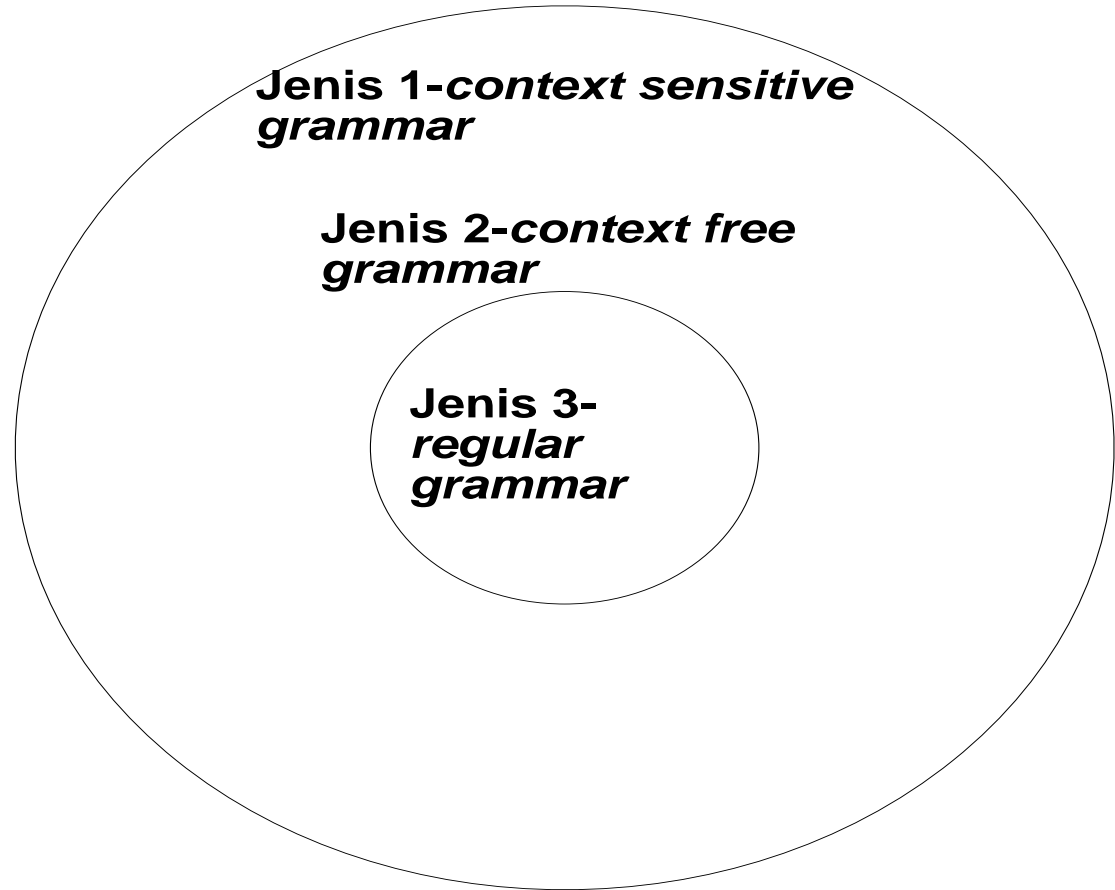 Jenis 1-context sensitive
grammar
Jenis 2-context free
grammar
Jenis 3-
regular
grammar